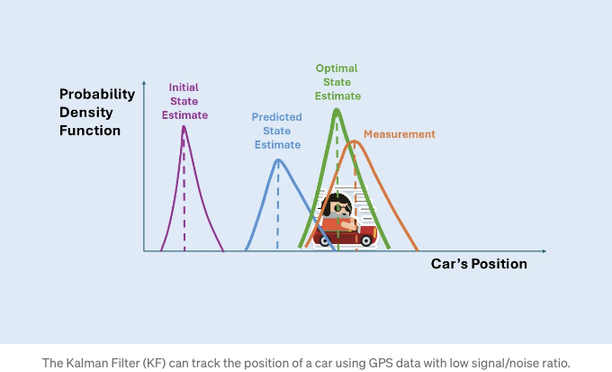 Optimal
State
Estimate
Initial
State
Estimate
Probability
Density
Function
Predicted
State
Estimate
Measurement
Car's Position
The Kalman Filter (KF) can track the position of a car using GPS data with low signal/noise ratio.